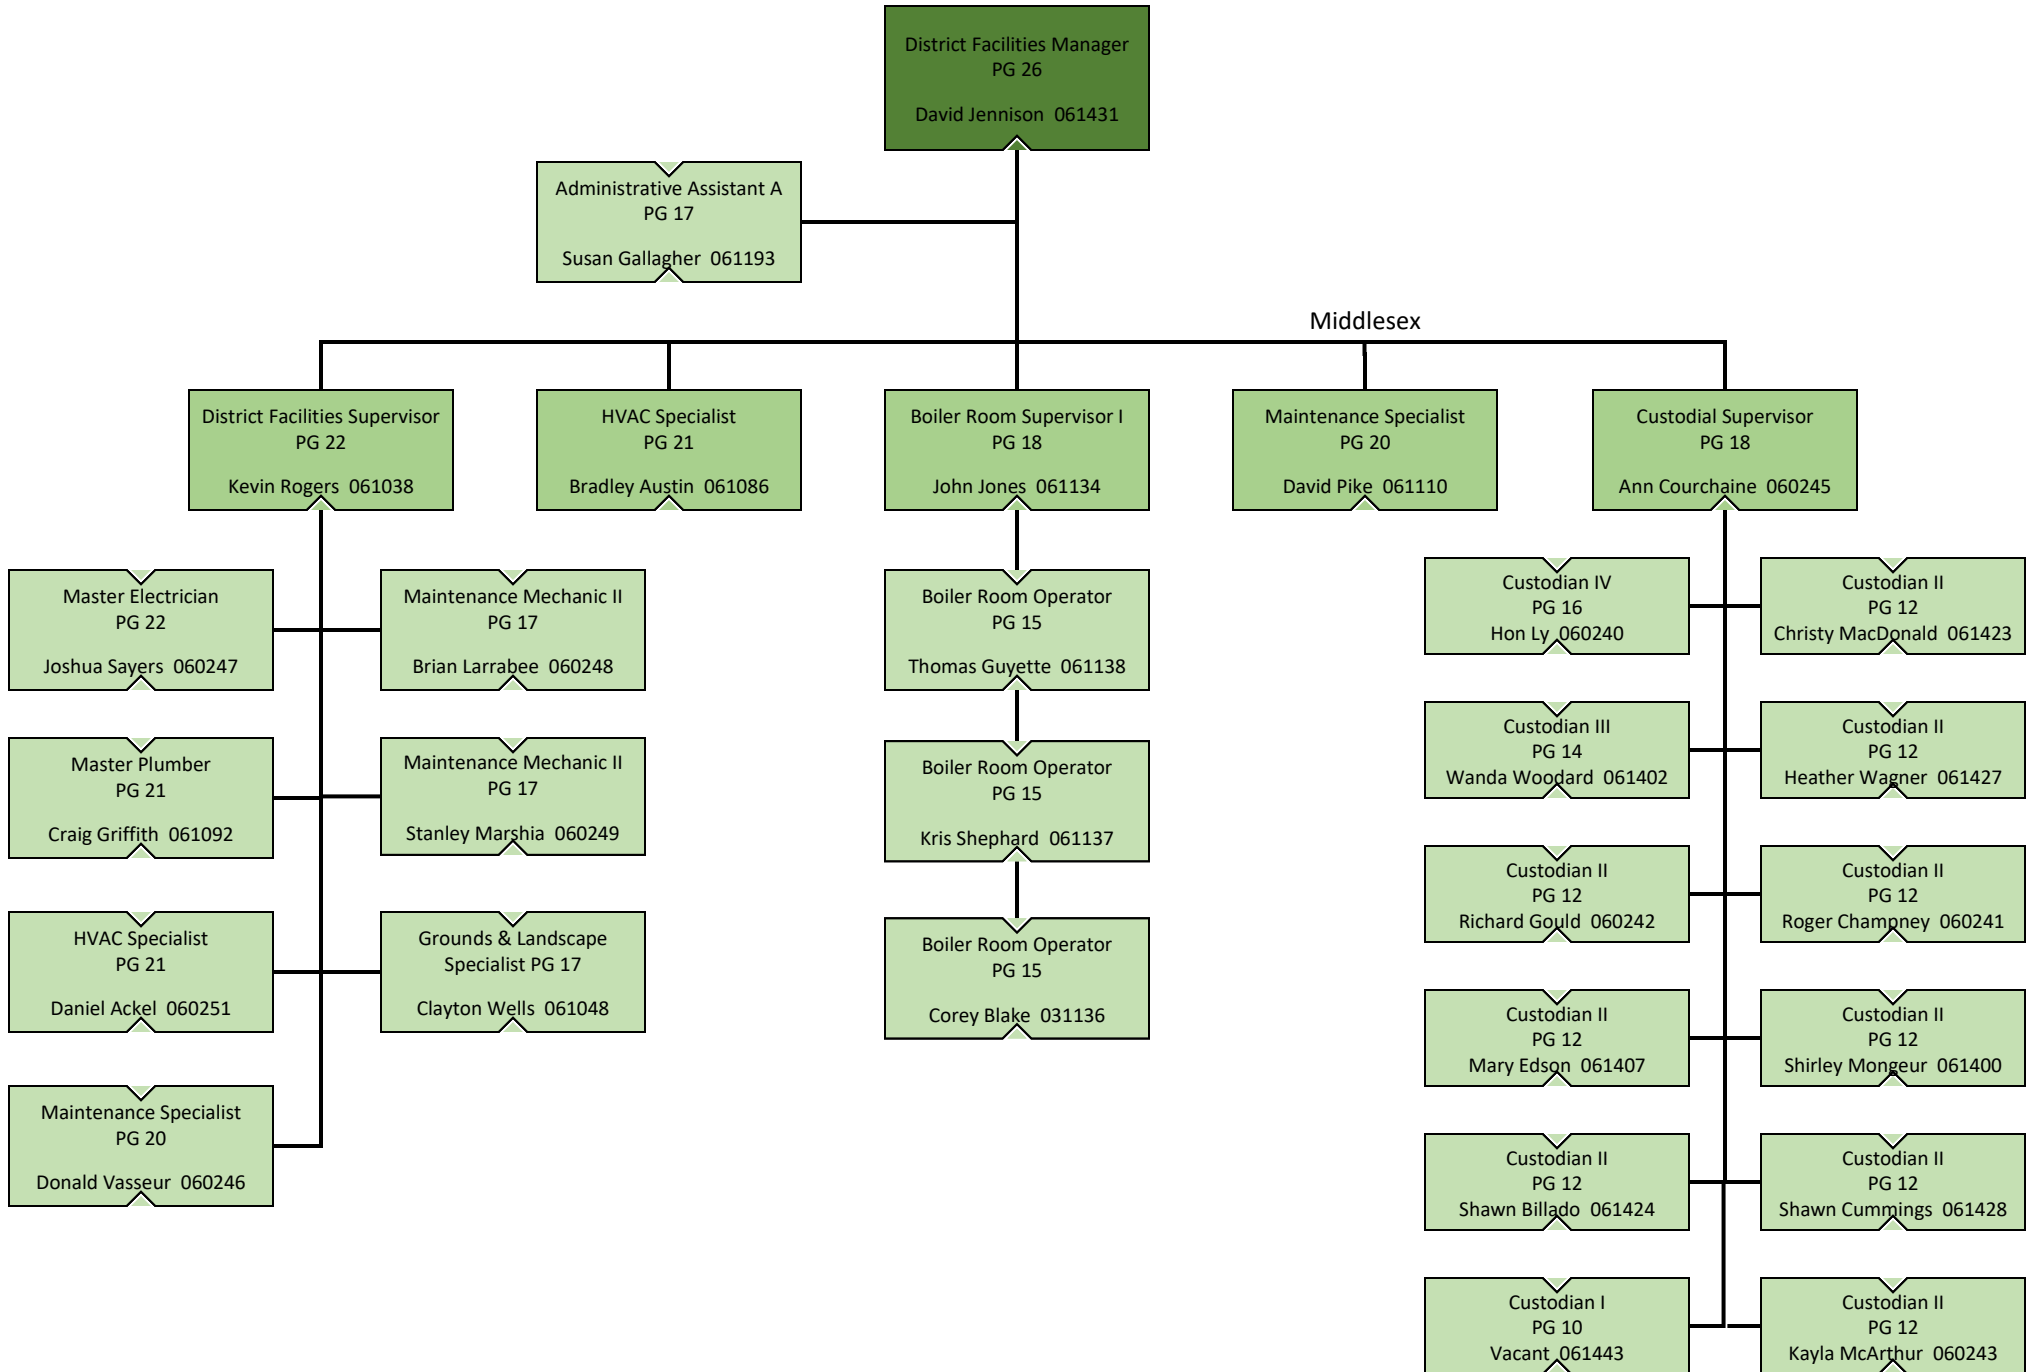 District Facilities Manager
PG 26
David Jennison  061431
Administrative Assistant A
PG 17
Susan Gallagher  061193
Middlesex
District Facilities Supervisor
PG 22
Kevin Rogers  061038
HVAC Specialist
PG 21
Bradley Austin  061086
Boiler Room Supervisor I
PG 18
John Jones  061134
Maintenance Specialist
PG 20
David Pike  061110
Custodial Supervisor
PG 18
Ann Courchaine  060245
Master Electrician
PG 22
Joshua Sayers  060247
Maintenance Mechanic II
PG 17
Brian Larrabee  060248
Master Plumber
PG 21
Craig Griffith  061092
Maintenance Mechanic II
PG 17
Stanley Marshia  060249
HVAC Specialist
PG 21
Daniel Ackel  060251
Grounds & Landscape
Specialist PG 17
Clayton Wells  061048
Maintenance Specialist
PG 20
Donald Vasseur  060246
Boiler Room Operator
PG 15
Thomas Guyette  061138
Boiler Room Operator
PG 15
Kris Shephard  061137
Boiler Room Operator
PG 15
Corey Blake  031136
Custodian IV
PG 16
Hon Ly  060240
Custodian II
PG 12
Christy MacDonald  061423
Custodian III
PG 14
Wanda Woodard  061402
Custodian II
PG 12
Heather Wagner  061427
Custodian II
PG 12
Richard Gould  060242
Custodian II
PG 12
Roger Champney  060241
Custodian II
PG 12
Mary Edson  061407
Custodian II
PG 12
Shirley Mongeur  061400
Custodian II
PG 12
Shawn Billado  061424
Custodian II
PG 12
Shawn Cummings  061428
Custodian I
PG 10
Vacant  061443
Custodian II
PG 12
Kayla McArthur  060243